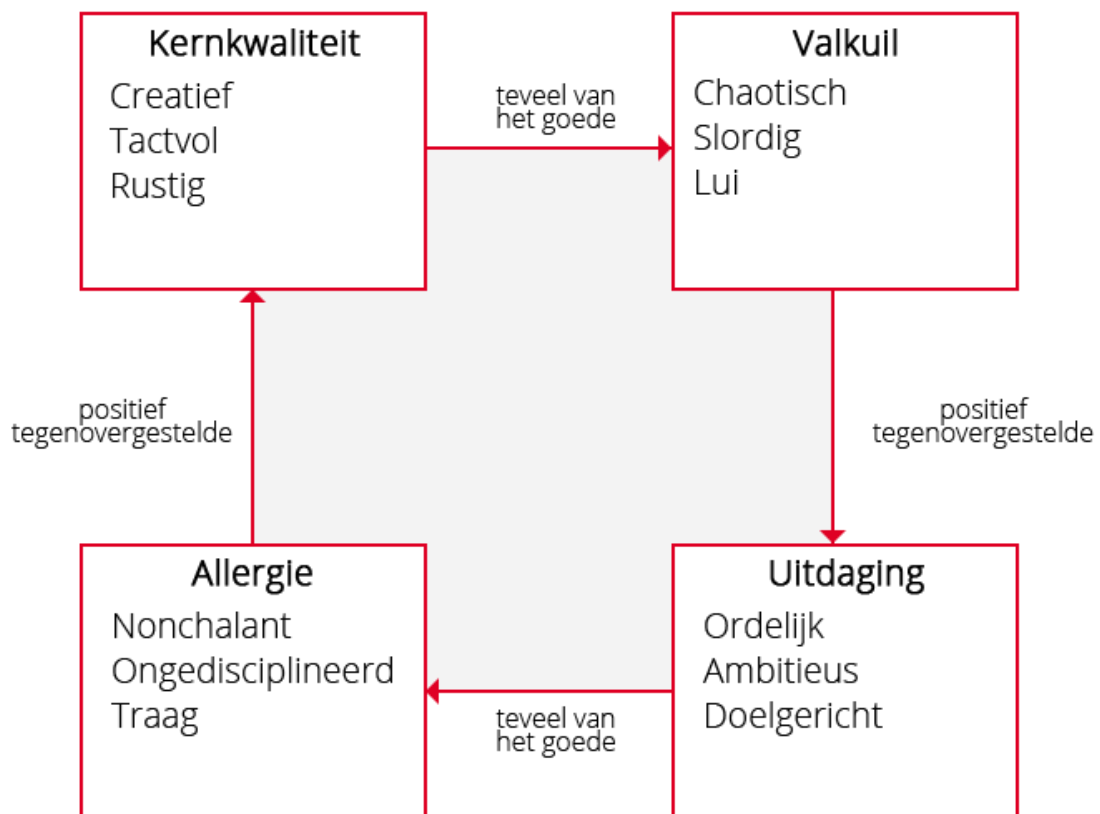 Kernkwaliteit
Creatief
Tactvol
Rustig
teveel van
het goede
Valkuil
Chaotisch
Slordig
Lui
positief
tegenovergestelde
positief
tegenovergestelde
Allergie
Nonchalant
Ongedisciplineerd
Traag
teveel van
het goede
Uitdaging
Ordelijk
Ambitieus
Doelgericht